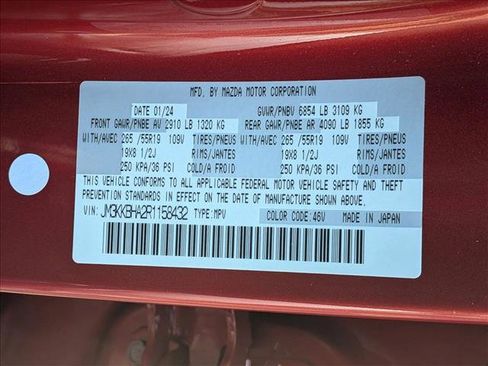 MFD. BY MAZDA MOTOR CORPORATION
DATE 01/24 GVWR/PNBV 6854 LB 3109 KG
FRONT GAWR/PNBE AV 2910 LB 1320 KG REAR GAWR/PNBE AR 4090 LB 1855 KG
WITH/AVEC 265 /55R19 109V TIRES/PNEUS WITH/AVEC 265 /55R19 109V TIRES/PNEUS
19X8 1/2J RIMS/JANTES 19X8 1/2J RIMS/JANTES
250 KPA/36 PSI COLD/A FROID 250 KPA/36 PSI COLD/A FROID
THIS VEHICLE CONFORMS TO ALL APPLICABLE FEDERAL MOTOR VEHICLE SAFETY AND THEFT
PREVENTION STANDARDS IN EFFECT ON THE DATE OF MANUFACTURE SHOWN ABOVE.
VIN: JM3KKBHA2R1158432 TYPE:MPV COLOR CODE:46V MADE IN JAPAN